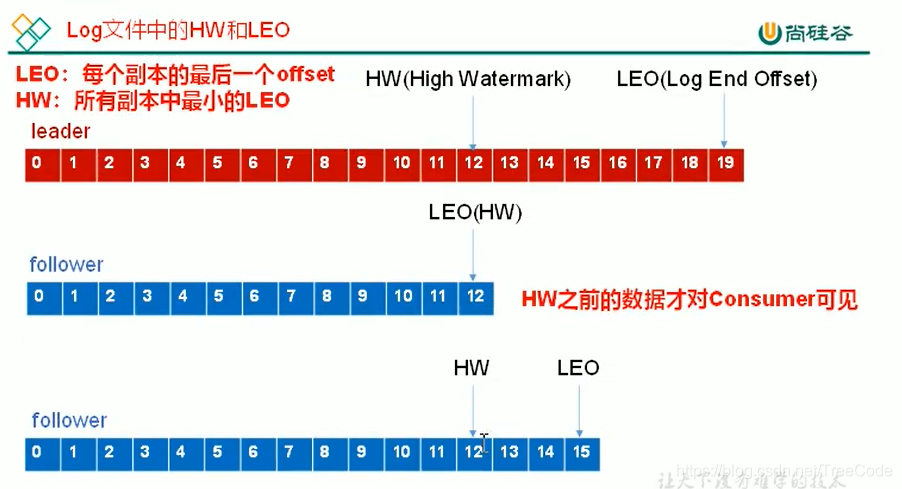 Log文件中的HW和LEO
尚硅谷
LEO：每个副本的最后一个offset
HW：所有副本中最小的LEO
HW(High Watermark)
LEO(Log End Offset)
leader
0 1 2 3 4 5 6 7 8 9 10 11 12 13 14 15 16 17 18 19
LEO(HW)
follower
0 1 2 3 4 5 6 7 8 9 10 11 12
HW之前的数据才对Consumer可见
HW
LEO
follower
0 1 2 3 4 5 6 7 8 9 10 11 12 13 14 15
让天下没有难学的技术
https://blog.csdn.net/TreeCode